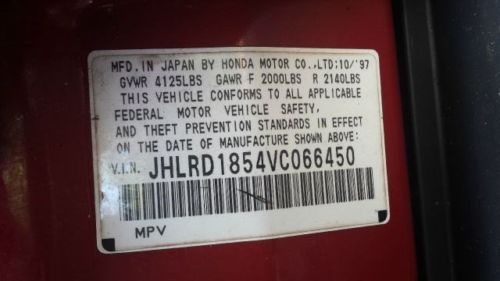 MFD. IN JAPAN BY HONDA MOTOR CO.,LTD:10/'97
GVWR 4125LBS GAWR F 2000LBS R 2140LBS
THIS VEHICLE CONFORMS TO ALL APPLICABLE
FEDERAL MOTOR VEHICLE SAFETY,
AND THEFT PREVENTION STANDARDS IN EFFECT
ON THE DATE OF MANUFACTURE SHOWN ABOVE:
V.I.N. JHLRD1854VC066450
MPV